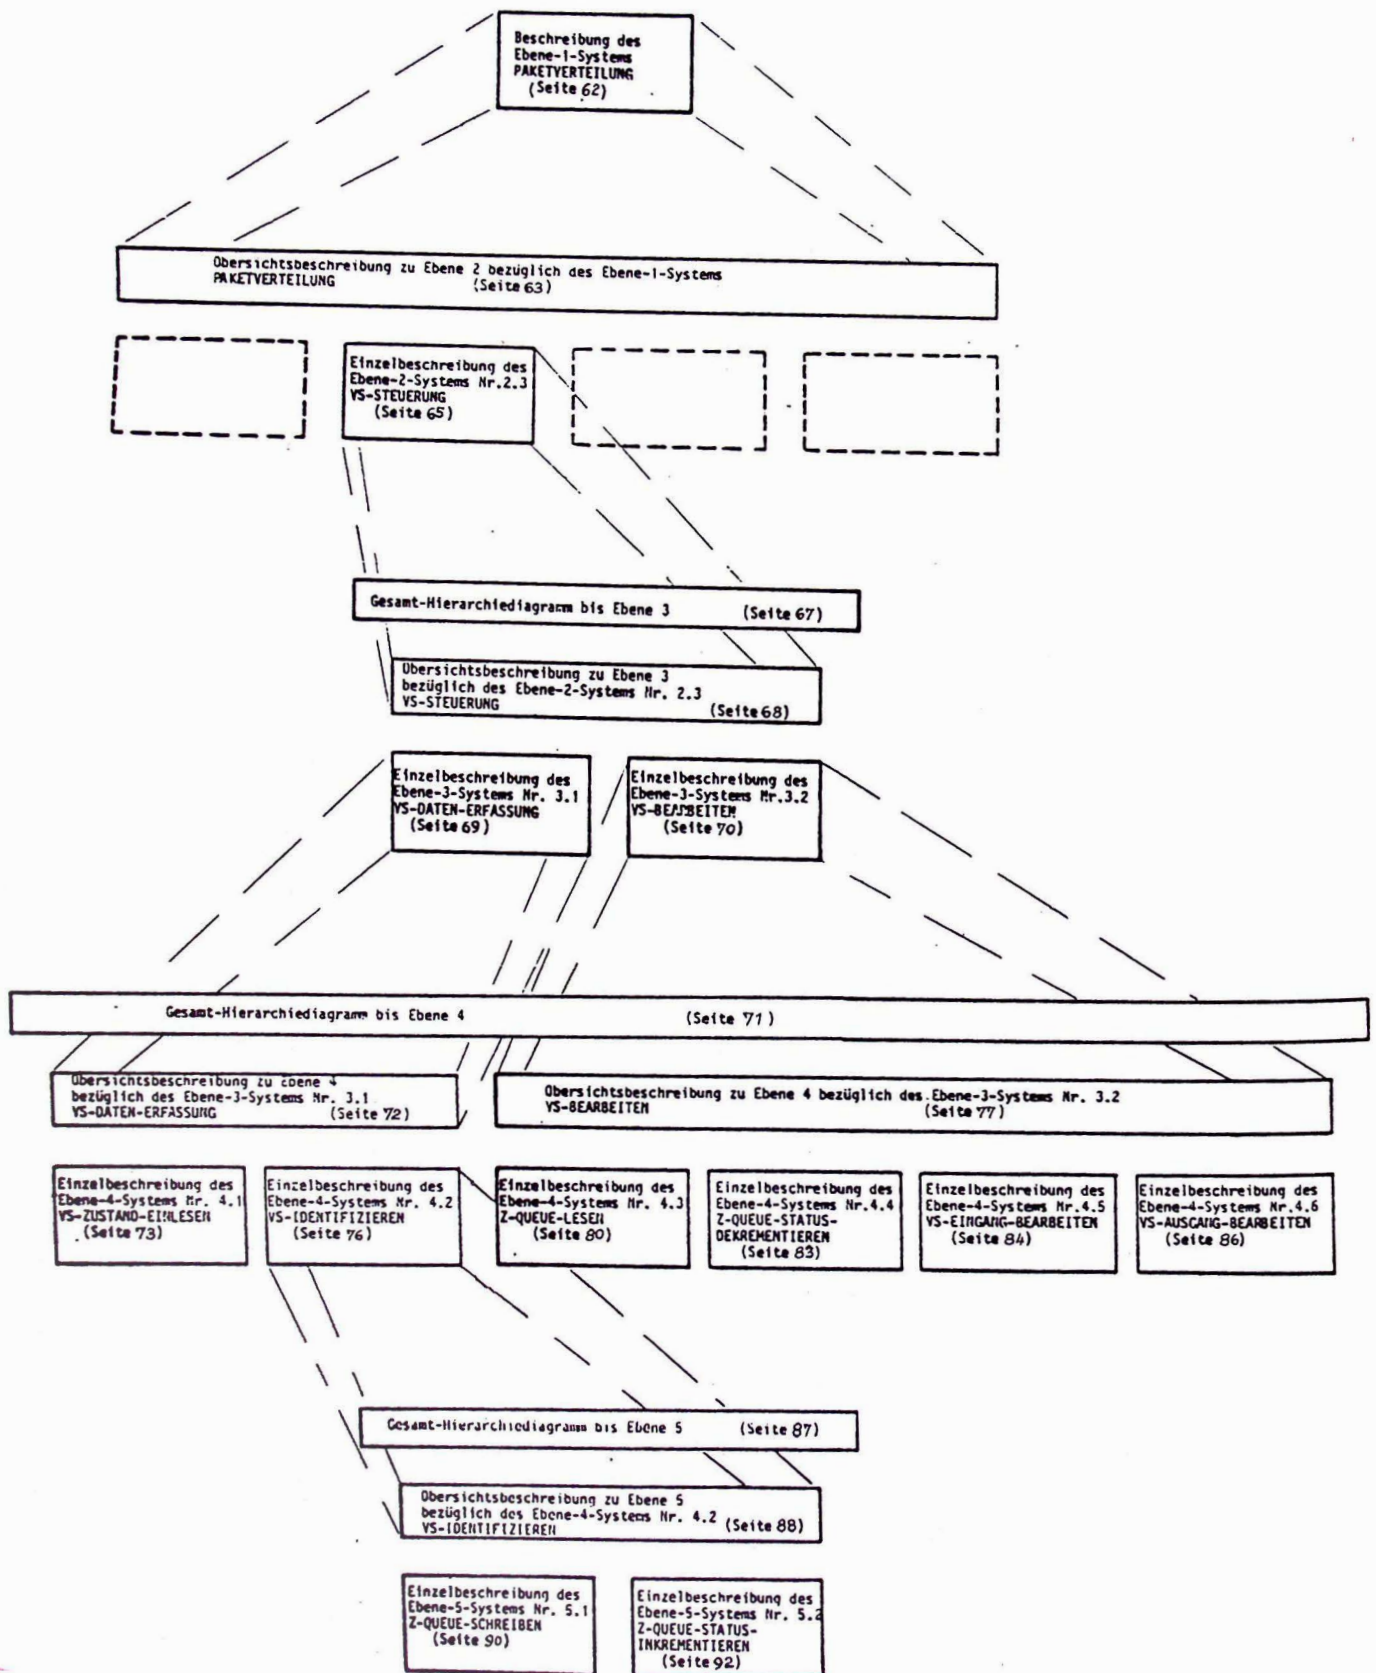 Beschreibung des
Ebene-1-Systems
PAKETVERTEILUNG
(Seite 62)
Obersichtsbeschreibung zu Ebene 2 bezüglich des Ebene-1-Systems
PAKETVERTEILUNG (Seite 63)
Einzelbeschreibung des
Ebene-2-Systems Nr.2.3
VS-STEUERUNG
(Seite 65)
Gesamt-Hierarchiediagramm bis Ebene 3 (Seite 67)
Obersichtsbeschreibung zu Ebene 3
bezüglich des Ebene-2-Systems Nr. 2.3
VS-STEUERUNG (Seite 68)
Einzelbeschreibung des
Ebene-3-Systems Nr. 3.1
VS-DATEN-ERFASSUNG
(Seite 69)
Einzelbeschreibung des
Ebene-3-Systems Nr.3.2
VS-BEARBEITEN
(Seite 70)
Gesamt-Hierarchiediagramm bis Ebene 4 (Seite 71)
Obersichtsbeschreibung zu Ebene 4
bezüglich des Ebene-3-Systems Nr. 3.1
VS-DATEN-ERFASSUNG (Seite 72)
Obersichtsbeschreibung zu Ebene 4 bezüglich des Ebene-3-Systems Nr. 3.2
VS-BEARBEITEN (Seite 77)
Einzelbeschreibung des
Ebene-4-Systems Nr. 4.1
VS-ZUSTAND-EINLESEN
(Seite 73)
Einzelbeschreibung des
Ebene-4-Systems Nr. 4.2
VS-IDENTIFIZIEREN
(Seite 76)
Einzelbeschreibung des
Ebene-4-Systems Nr. 4.3
Z-QUEUE-LESEN
(Seite 80)
Einzelbeschreibung des
Ebene-4-Systems Nr.4.4
Z-QUEUE-STATUS-
DEKREMENTIEREN
(Seite 83)
Einzelbeschreibung des
Ebene-4-Systems Nr.4.5
VS-EINGANG-BEARBEITEN
(Seite 84)
Einzelbeschreibung des
Ebene-4-Systems Nr. 4.6
VS-AUSGANG-BEARBEITEN
(Seite 86)
Gesamt-Hierarchiediagramm bis Ebene 5 (Seite 87)
Obersichtsbeschreibung zu Ebene 5
bezüglich des Ebene-4-Systems Nr. 4.2
VS-IDENTIFIZIEREN (Seite 88)
Einzelbeschreibung des
Ebene-5-Systems Nr. 5.1
Z-QUEUE-SCHREIBEN
(Seite 90)
Einzelbeschreibung des
Ebene-5-Systems Nr. 5.2
Z-QUEUE-STATUS-
INKREMENTIEREN
(Seite 92)